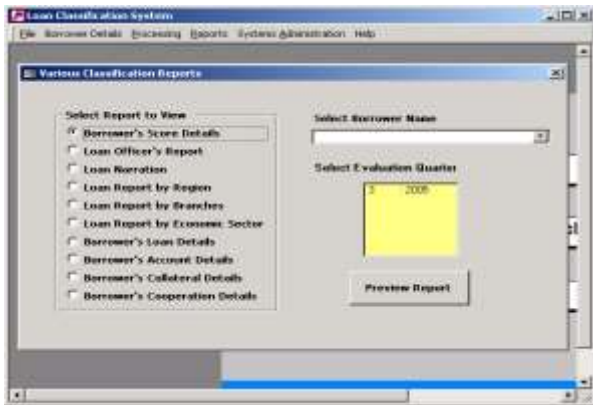 Loan Classification System
File Borrower Details Processing Reports Systems Administration Help
Various Classification Reports
Select Report to View
Borrower's Score Details
Loan Officer's Report
Loan Narration
Loan Report by Region
Loan Report by Branches
Loan Report by Economic Sector
Borrower's Loan Details
Borrower's Account Details
Borrower's Collateral Details
Borrower's Cooperation Details
Select Borrower Name
Select Evaluation Quarter
3 2005
Preview Report